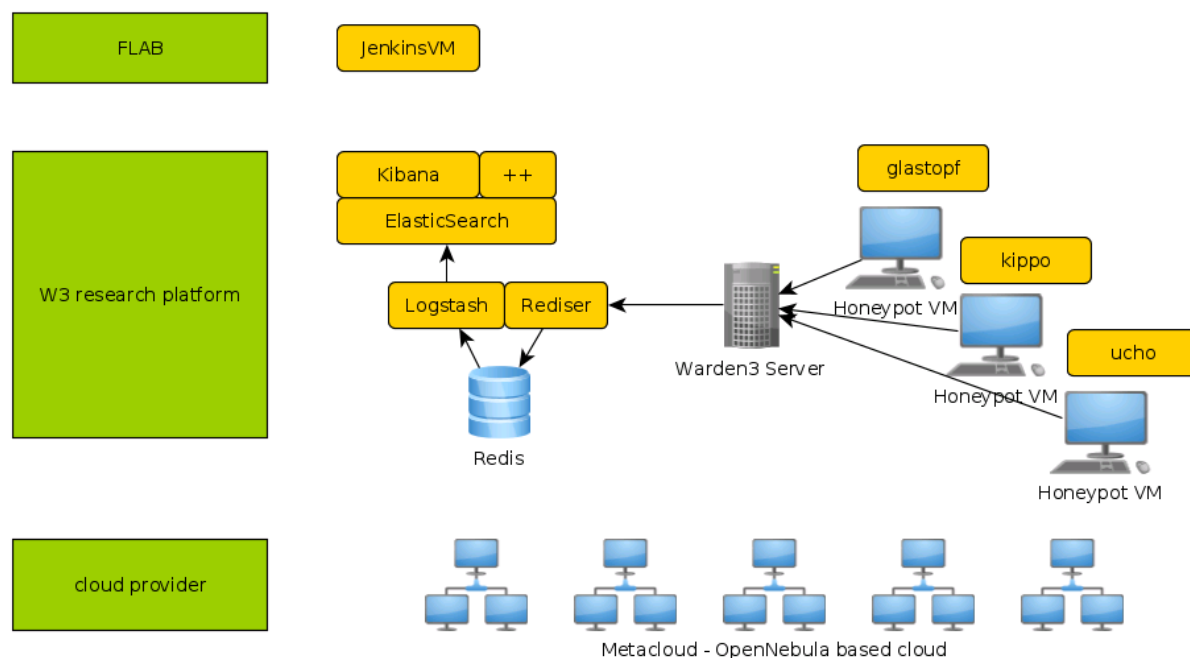 FLAB
JenkinsVM
W3 research platform
Kibana
++
ElasticSearch
Logstash
Rediser
Redis
Warden3 Server
glastopf
Honeypot VM
kippo
Honeypot VM
ucho
Honeypot VM
cloud provider
Metacloud - OpenNebula based cloud